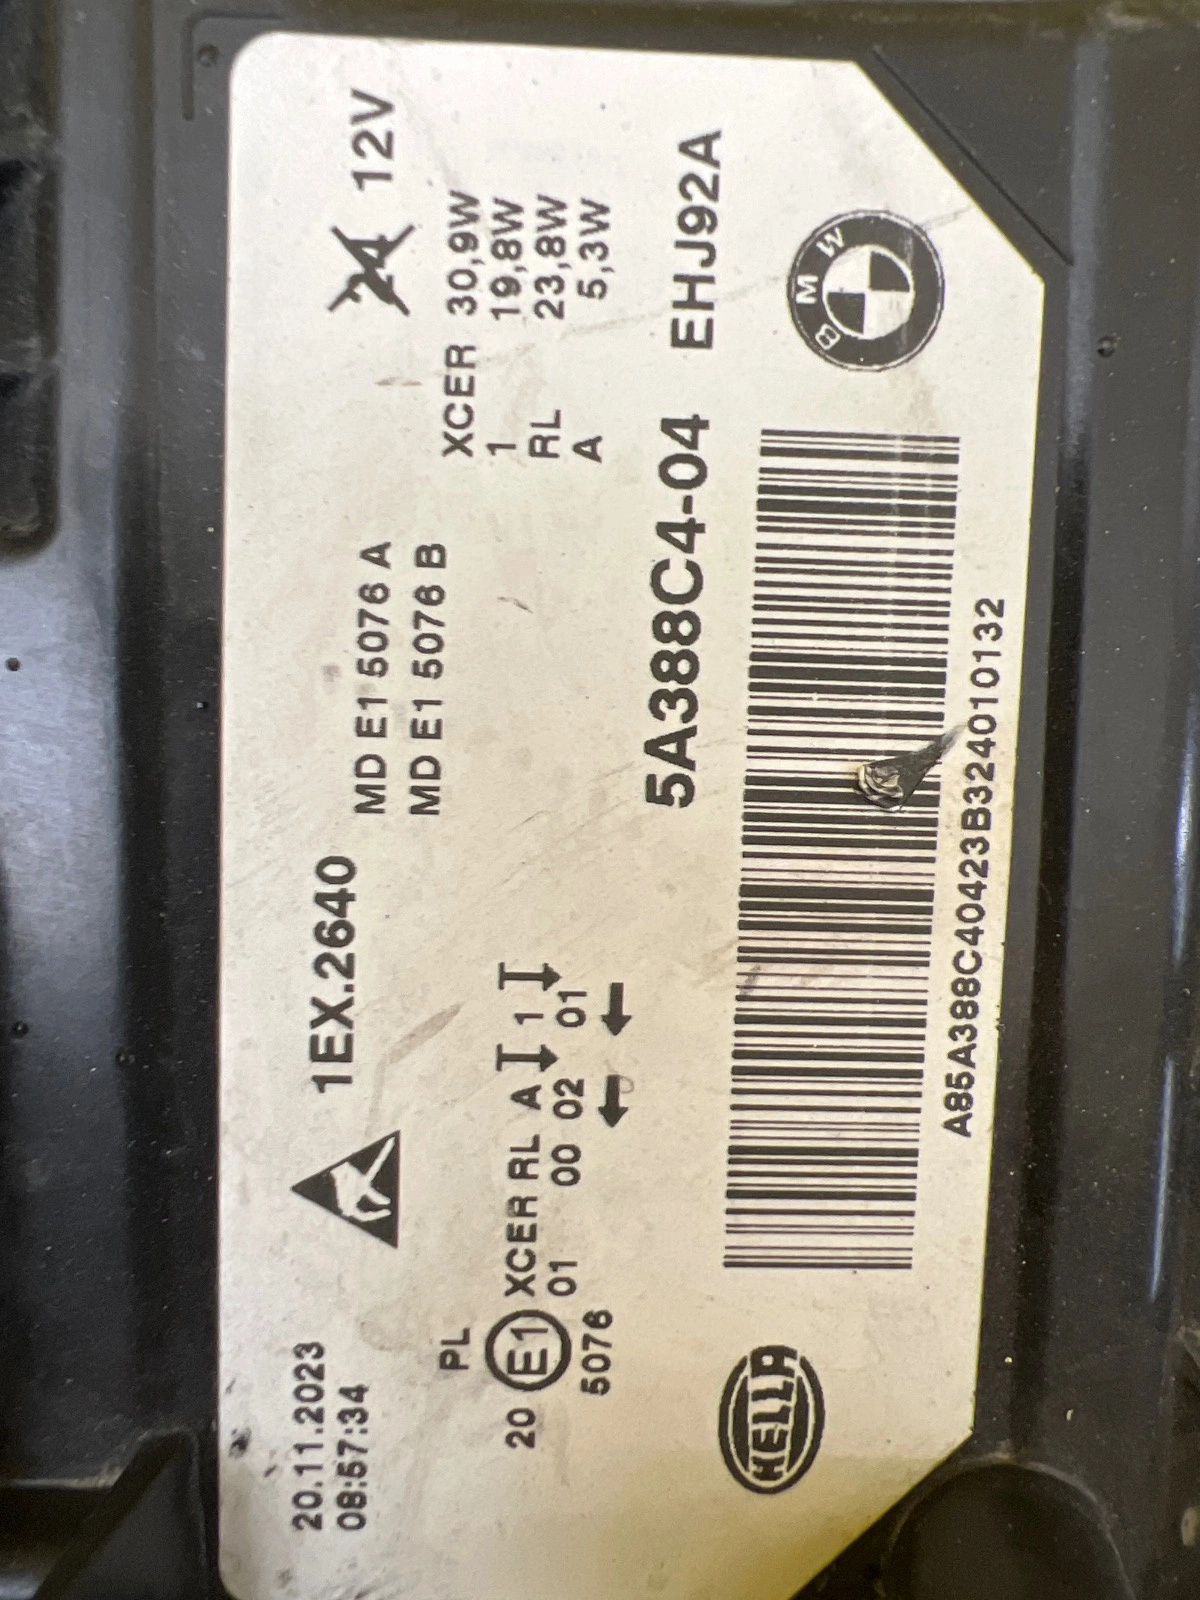 20.11.2023
08:57:34
1EX.2640
24 12V
MD E1 5076 A
MD E1 5076 B
PL
20 E1 XCER RL A 1
01 00 02 01
5076
XCER 30,9W
1 19,8W
RL 23,8W
A 5,3W
5A388C4-04 EHJ92A
HELLA
BMW
A85A388C40423B324010132